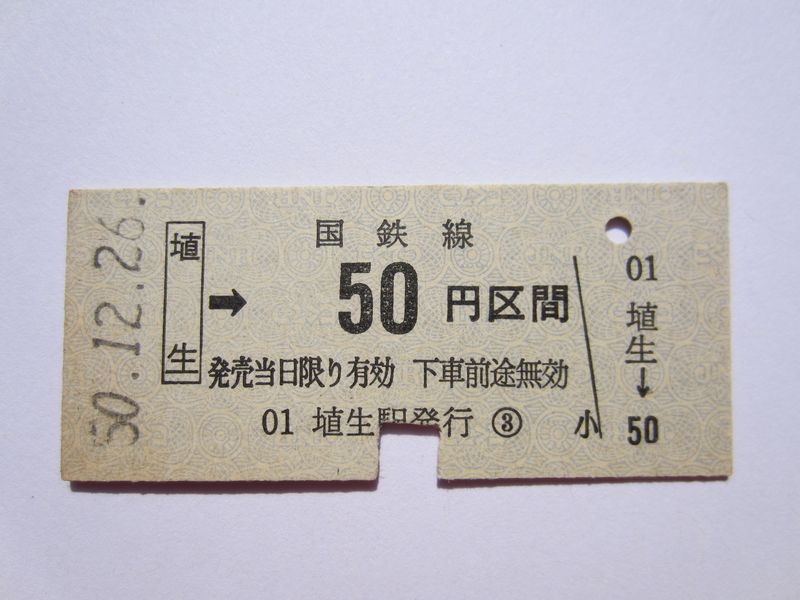 50.12.26.
埴生
国鉄線
➡ 50円区間
発売当日限り有効 下車前途無効
01 埴生駅発行 ③
小
01
埴生
↓
50